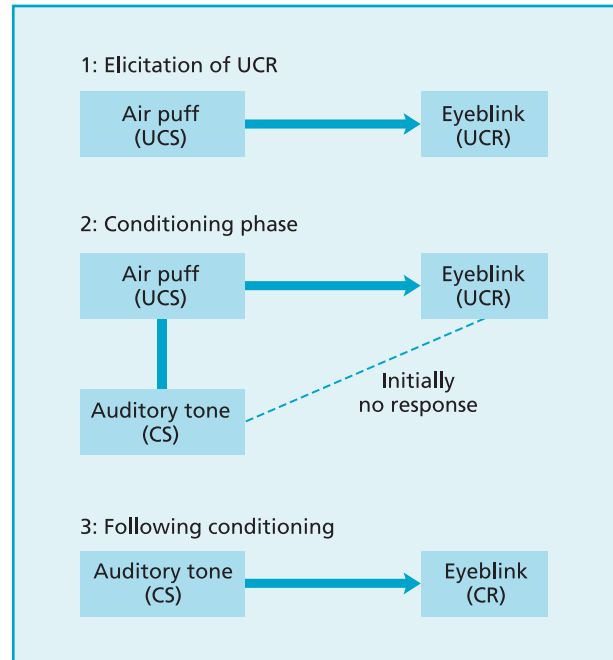 1: Elicitation of UCR
Air puff
(UCS)
Eyeblink
(UCR)
2: Conditioning phase
Air puff
(UCS)
Eyeblink
(UCR)
Initially
no response
Auditory tone
(CS)
3: Following conditioning
Auditory tone
(CS)
Eyeblink
(CR)